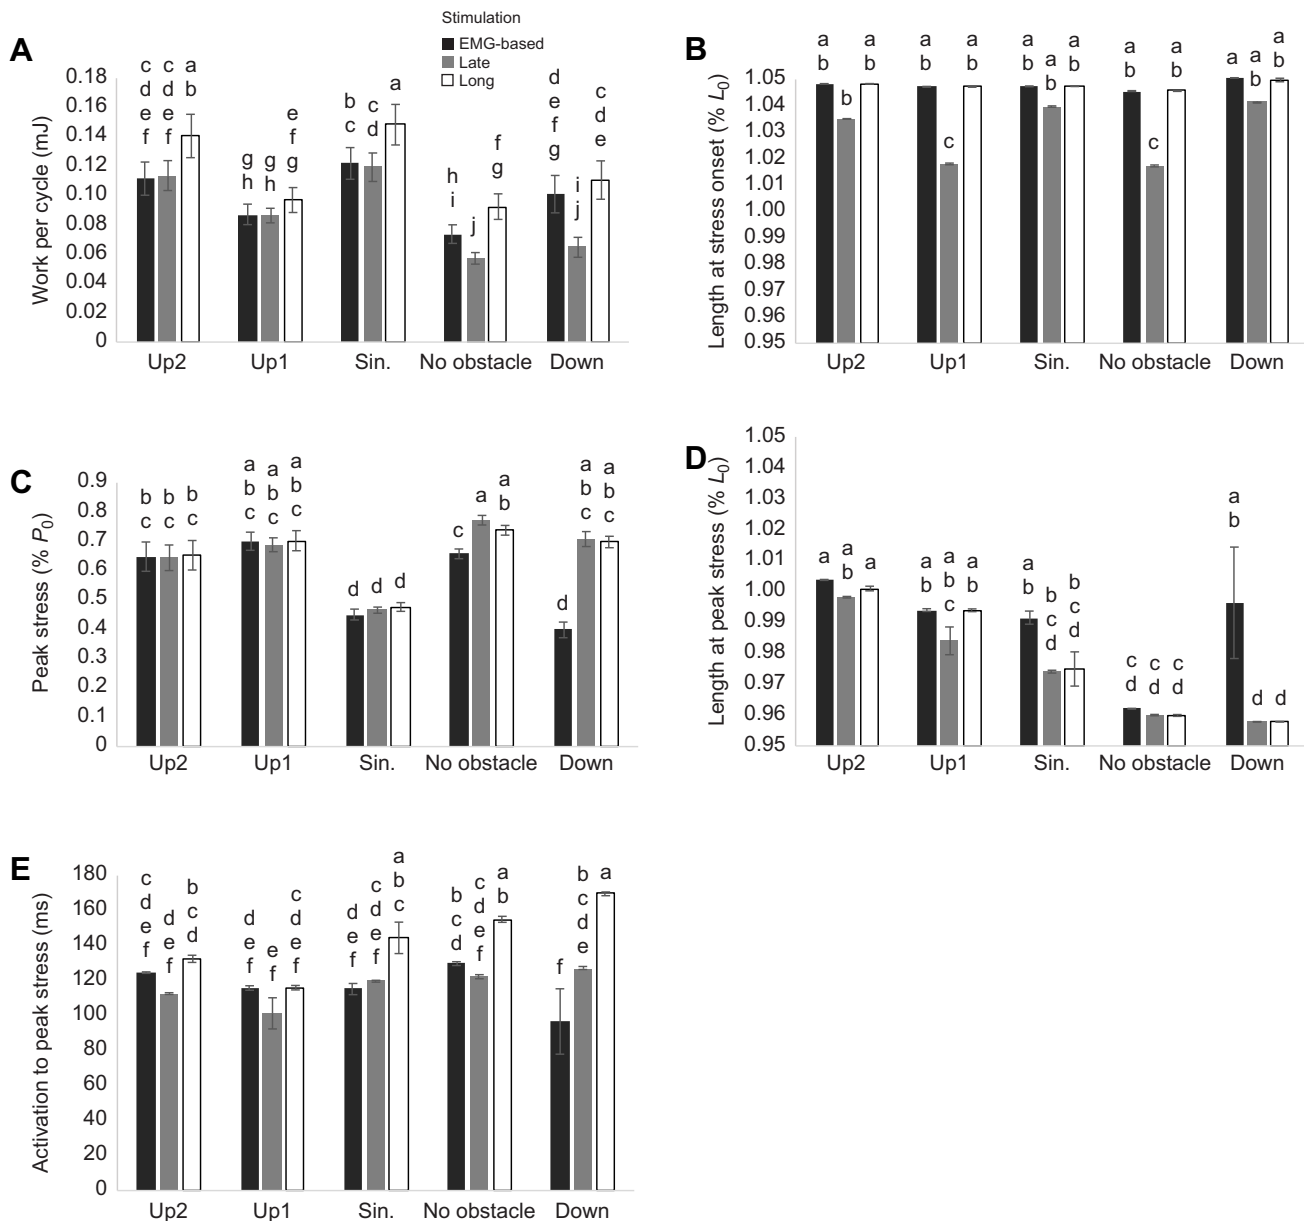 Stimulation
EMG-based
Late
Long
A
Work per cycle (mJ)
0.18
0.16
0.14
0.12
0.10
0.08
0.06
0.04
0.02
0
c d e f
c d e f
a b
g h
g h
e f g
b c
c d
a
h i
j
f g
d e f g
i j
c d e
Up2
Up1
Sin.
No obstacle
Down
B
Length at stress onset (% L0)
1.05
1.04
1.03
1.02
1.01
1.00
0.99
0.98
0.97
0.96
0.95
a b
b
a b
a b
c
a b
a b
a b
a b
a b
c
a b
a
a b
a b
Up2
Up1
Sin.
No obstacle
Down
C
Peak stress (% P0)
0.9
0.8
0.7
0.6
0.5
0.4
0.3
0.2
0.1
0
b c
b c
b c
a b c
a b c
a b c
d
d
d
c
a
a b
d
a b c
a b c
Up2
Up1
Sin.
No obstacle
Down
D
Length at peak stress (% L0)
1.05
1.04
1.03
1.02
1.01
1.00
0.99
0.98
0.97
0.96
0.95
a
a b
a
a b
a b c
a b
a b
b c d
b c d
c d
c d
c d
a b
d
d
Up2
Up1
Sin.
No obstacle
Down
E
Activation to peak stress (ms)
180
160
140
120
100
80
60
40
20
0
c d e f
d e f
b c d
d e f
e f
c d e f
d e f
c d e f
a b c
b c d
c d e f
a b
f
b c d e
a
Up2
Up1
Sin.
No obstacle
Down